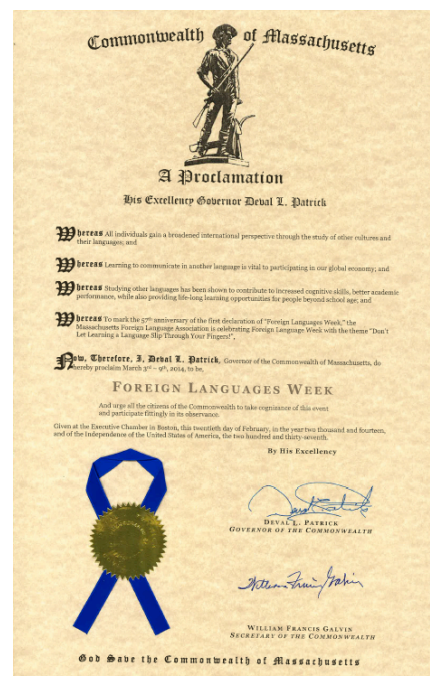 Commonwealth of Massachusetts
A Proclamation
His Excellency Governor Deval L. Patrick
Whereas All individuals gain a broadened international perspective through the study of other cultures and
their languages; and
Whereas Learning to communicate in another language is vital to participating in our global economy; and
Whereas Studying other languages has been shown to contribute to increased cognitive skills, better academic
performance, while also providing life-long learning opportunities for people beyond school age; and
Whereas To mark the 57th anniversary of the first declaration of "Foreign Languages Week," the
Massachusetts Foreign Language Association is celebrating Foreign Language Week with the theme "Don't
Let Learning a Language Slip Through Your Fingers!",
Now, Therefore, I, Deval L. Patrick, Governor of the Commonwealth of Massachusetts, do
hereby proclaim March 3rd – 9th, 2014, to be,
FOREIGN LANGUAGES WEEK
And urge all the citizens of the Commonwealth to take cognizance of this event
and participate fittingly in its observance.
Given at the Executive Chamber in Boston, this twentieth day of February, in the year two thousand and fourteen,
and of the Independence of the United States of America, the two hundred and thirty-seventh.
By His Excellency
DEVAL L. PATRICK
GOVERNOR OF THE COMMONWEALTH
William Francis Galvin
WILLIAM FRANCIS GALVIN
SECRETARY OF THE COMMONWEALTH
God Save the Commonwealth of Massachusetts